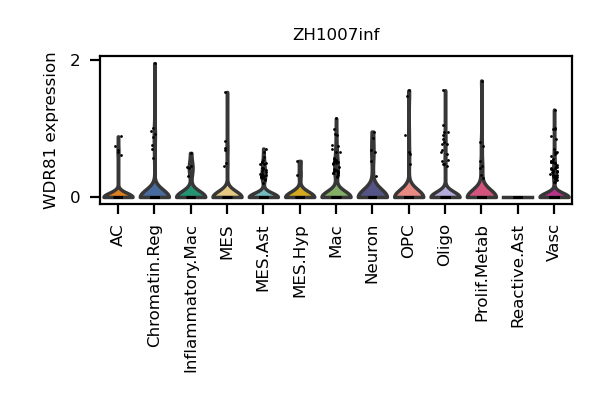 ZH1007inf
WDR81 expression
2
0
AC
Chromatin.Reg
Inflammatory.Mac
MES
MES.Ast
MES.Hyp
Mac
Neuron
OPC
Oligo
Prolif.Metab
Reactive.Ast
Vasc